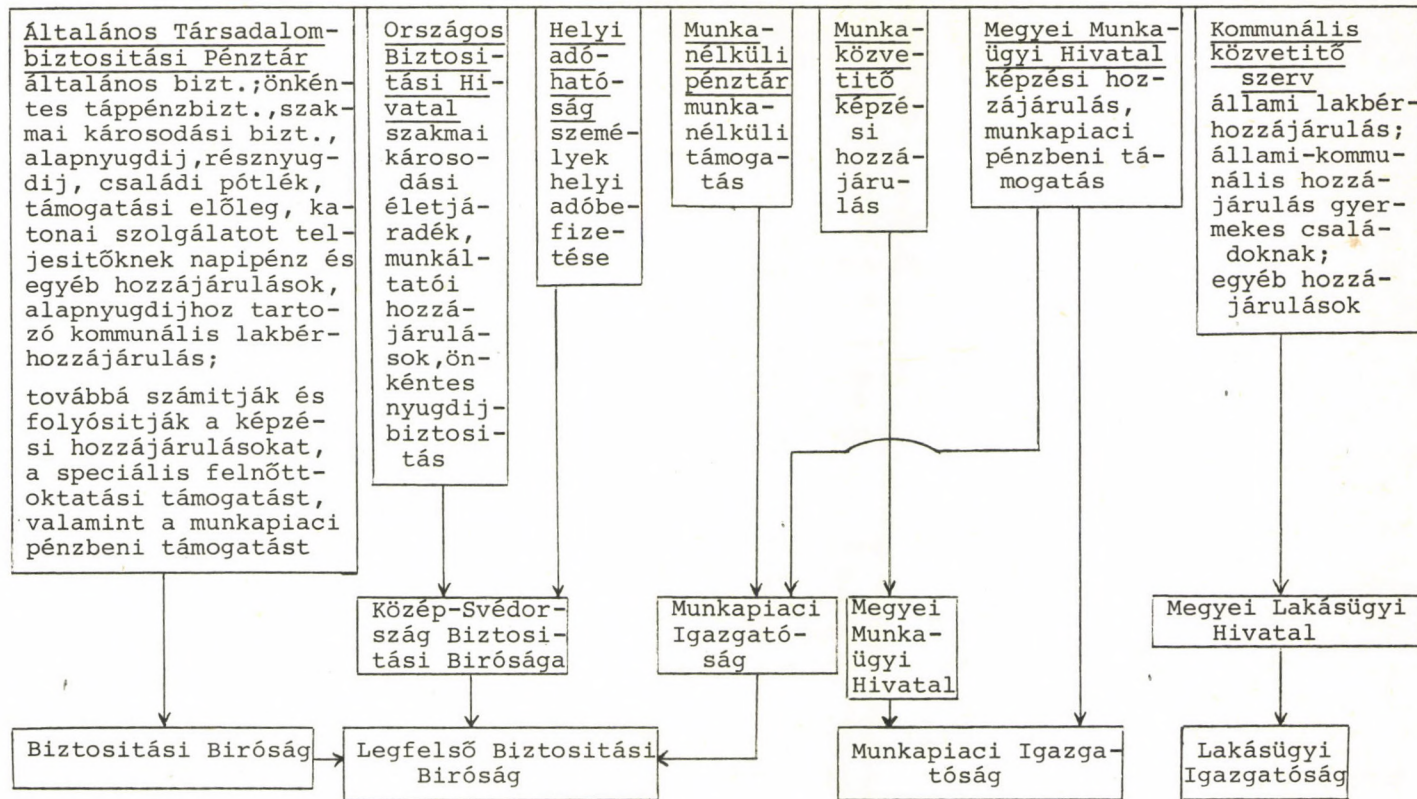 Általános Társadalom-
biztositási Pénztár
általános bizt.;önkén-
tes táppénzbizt.,szak-
mai károsodási bizt.,
alapnyugdij,résznyug-
dij, családi pótlék,
támogatási előleg, ka-
tonai szolgálatot tel-
jesitőknek napipénz és
egyéb hozzájárulások,
alapnyugdijhoz tarto-
zó kommunális lakbér-
hozzájárulás;
továbbá számitják és
folyósitják a képzé-
si hozzájárulásokat,
a speciális felnőtt-
oktatási támogatást,
valamint a munkapiaci
pénzbeni támogatást
Országos
Biztosi-
tási Hi-
vatal
szakmai
károso-
dási
életjá-
radék,
munkál-
tatói
hozzá-
járulá-
sok,ön-
kéntes
nyugdij-
biztosi-
tás
Helyi
adó-
ható-
ság
szemé-
lyek
helyi
adóbe-
fize-
tése
Munka-
nélküli
pénztár
munka-
nélküli
támoga-
tás
Munka-
közve-
titő
képzé-
si
hozzá-
járu-
lás
Megyei Munka-
ügyi Hivatal
képzési hoz-
zájárulás,
munkapiaci
pénzbeni tá-
mogatás
Kommunális
közvetitő
szerv
állami lakbér-
hozzájárulás;
állami-kommu-
nális hozzá-
járulás gyer-
mekes csalá-
doknak;
egyéb hozzá-
járulások
Közép-Svédor-
szág Biztosi-
tási Birósága
Munkapiaci
Igazgató-
ság
Megyei
Munka-
ügyi
Hivatal
Megyei Lakásügyi
Hivatal
Biztositási Biróság
Legfelső Biztositási
Biróság
Munkapiaci Igazga-
tóság
Lakásügyi
Igazgatóság